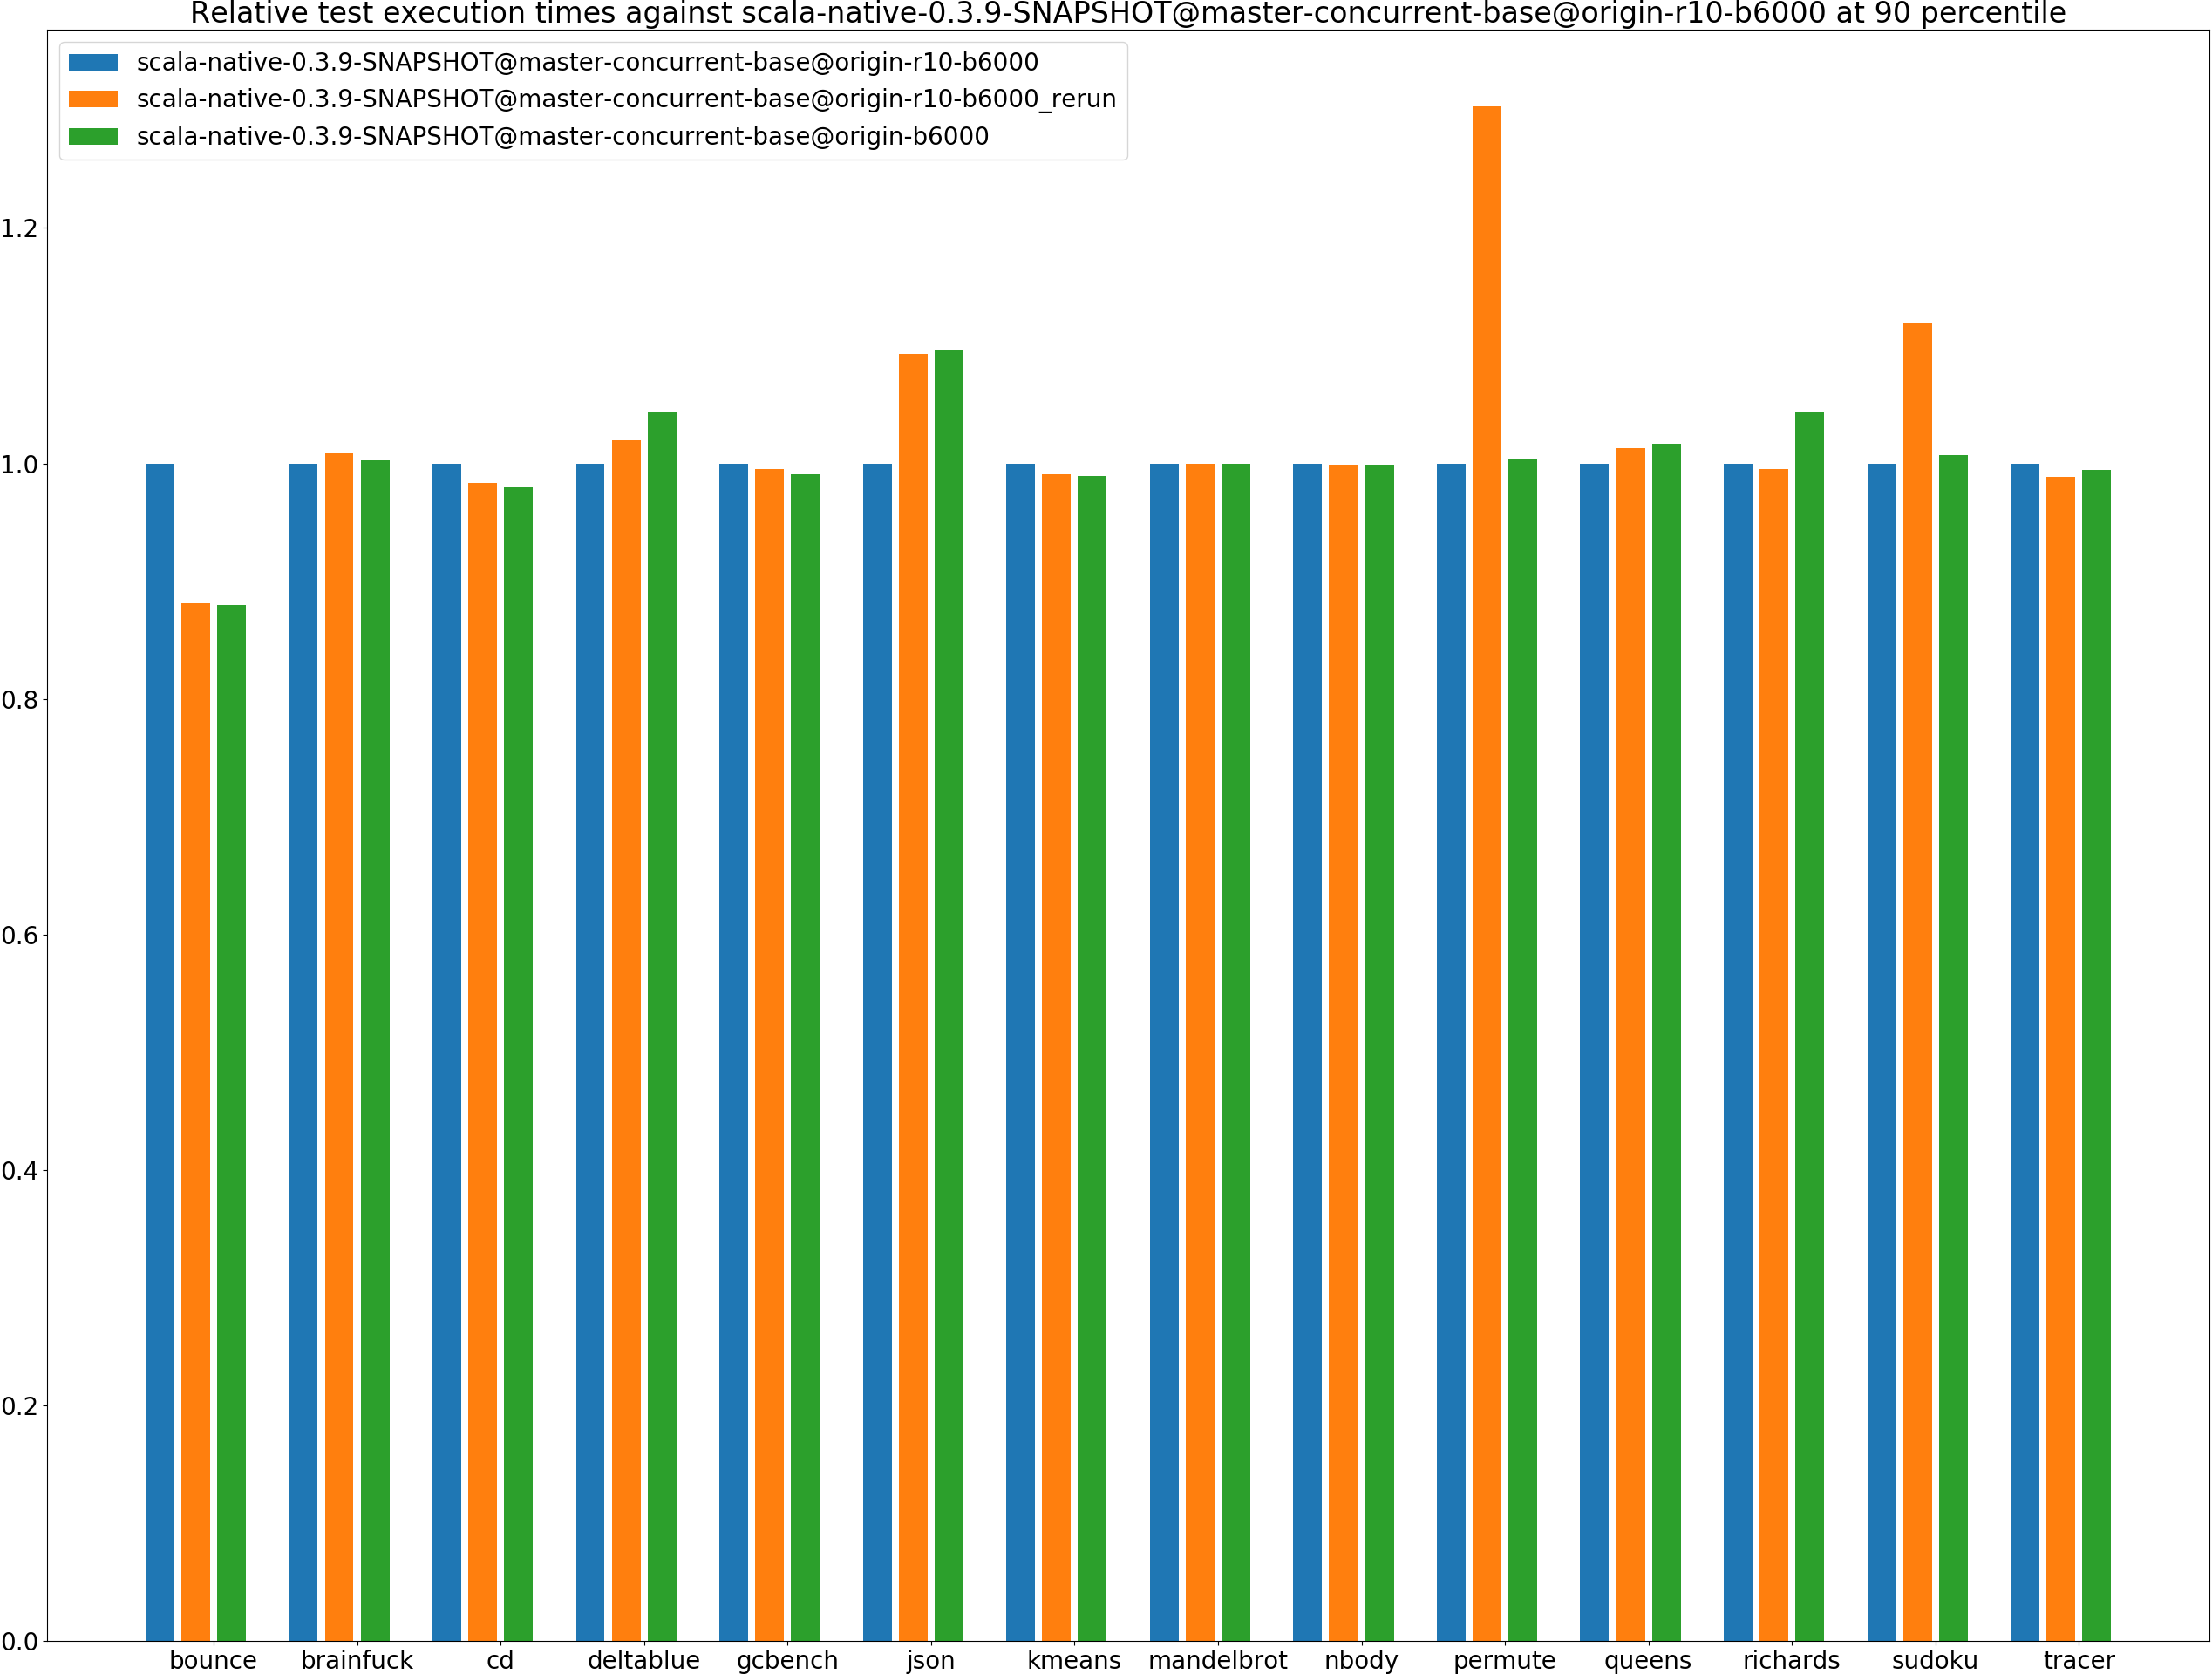 Relative test execution times against scala-native-0.3.9-SNAPSHOT@master-concurrent-base@origin-r10-b6000 at 90 percentile
scala-native-0.3.9-SNAPSHOT@master-concurrent-base@origin-r10-b6000
scala-native-0.3.9-SNAPSHOT@master-concurrent-base@origin-r10-b6000_rerun
scala-native-0.3.9-SNAPSHOT@master-concurrent-base@origin-b6000
1.2
1.0
0.8
0.6
0.4
0.2
0.0
bounce brainfuck cd deltablue gcbench json kmeans mandelbrot nbody permute queens richards sudoku tracer